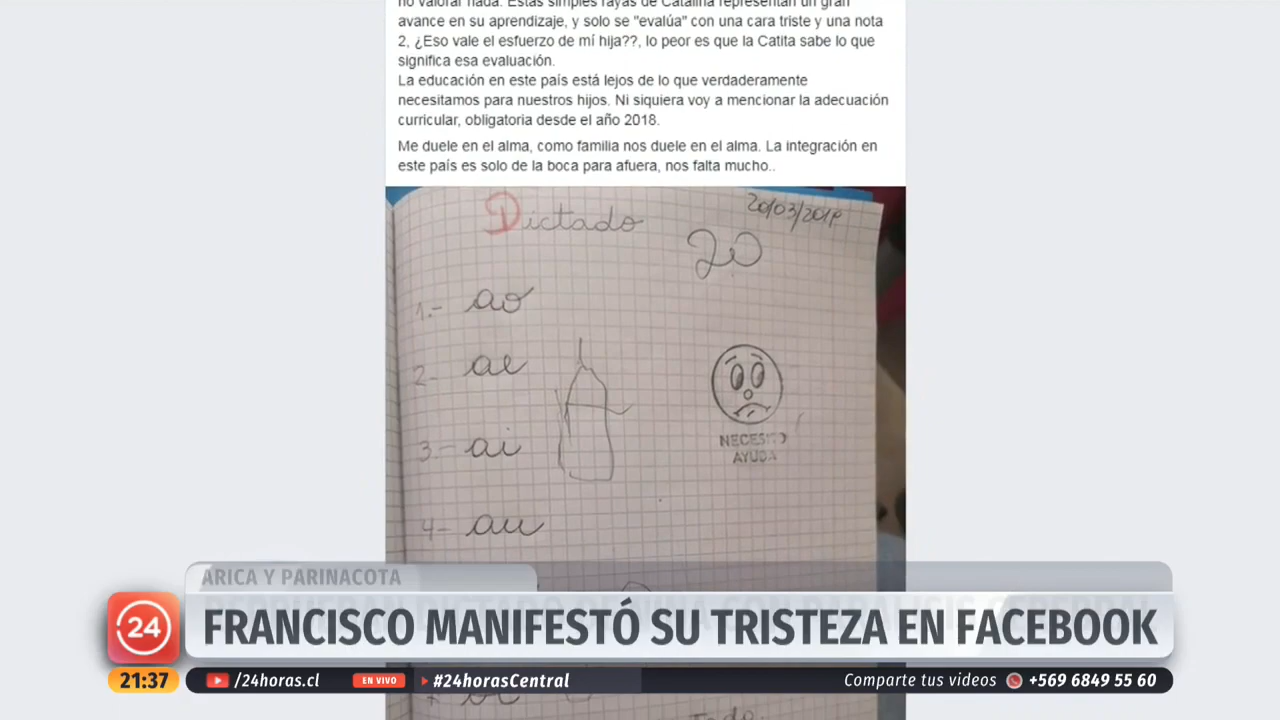 no valorar nada. Estas simples rayas de Catalina representan un gran
avance en su aprendizaje, y solo se "evalúa" con una cara triste y una nota
2, ¿Eso vale el esfuerzo de mí hija??, lo peor es que la Catita sabe lo que
significa esa evaluación.
La educación en este país está lejos de lo que verdaderamente
necesitamos para nuestros hijos. Ni siquiera voy a mencionar la adecuación
curricular, obligatoria desde el año 2018.
Me duele en el alma, como familia nos duele en el alma. La integración en
este país es solo de la boca para afuera, nos falta mucho..
20/03/2019
Dictado
20
1.- ao
2- ae
3.- ai
NECESITO
AYUDA
4- au
ARICA Y PARINACOTA
24
FRANCISCO MANIFESTÓ SU TRISTEZA EN FACEBOOK
21:37
/24horas.cl
EN VIVO
#24horasCentral
Comparte tus videos
+569 6849 55 60